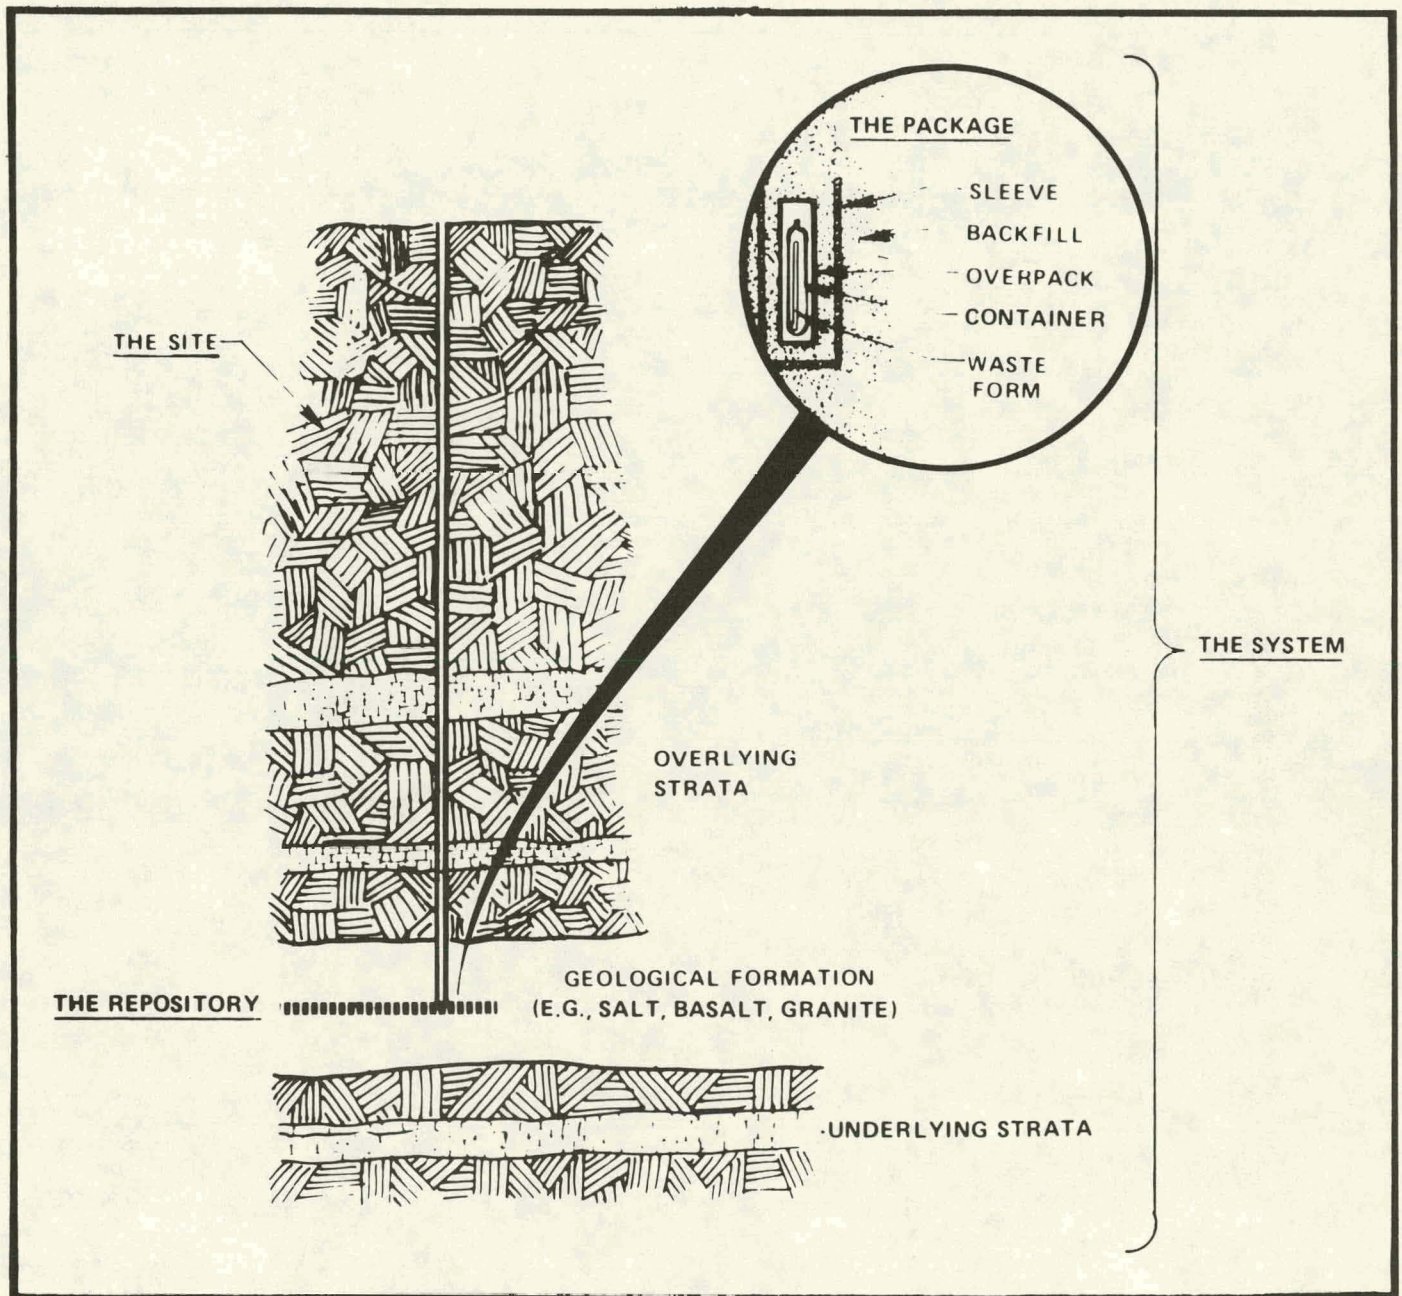 THE PACKAGE
SLEEVE
BACKFILL
OVERPACK
CONTAINER
WASTE
FORM
THE SITE
THE SYSTEM
OVERLYING
STRATA
GEOLOGICAL FORMATION
(E.G., SALT, BASALT, GRANITE)
THE REPOSITORY
UNDERLYING STRATA